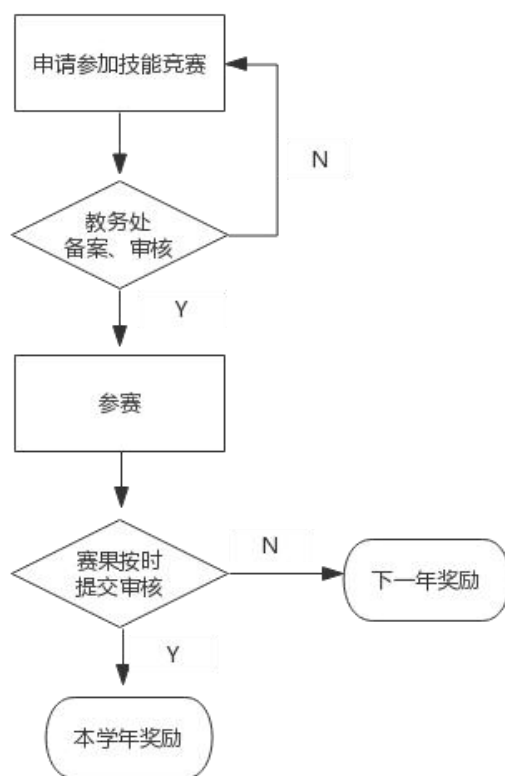 申请参加技能竞赛
N
教务处
备案、审核
Y
参赛
赛果按时
提交审核
N
下一年奖励
Y
本学年奖励